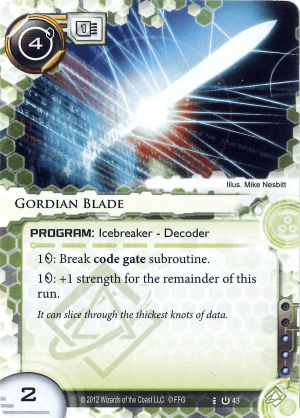 4
1
Illus. Mike Nesbitt
GORDIAN BLADE
PROGRAM: Icebreaker - Decoder
1: Break code gate subroutine.
1: +1 strength for the remainder of this
run.
It can slice through the thickest knots of data.
2
© 2012 Wizards of the Coast LLC. © FFG
43